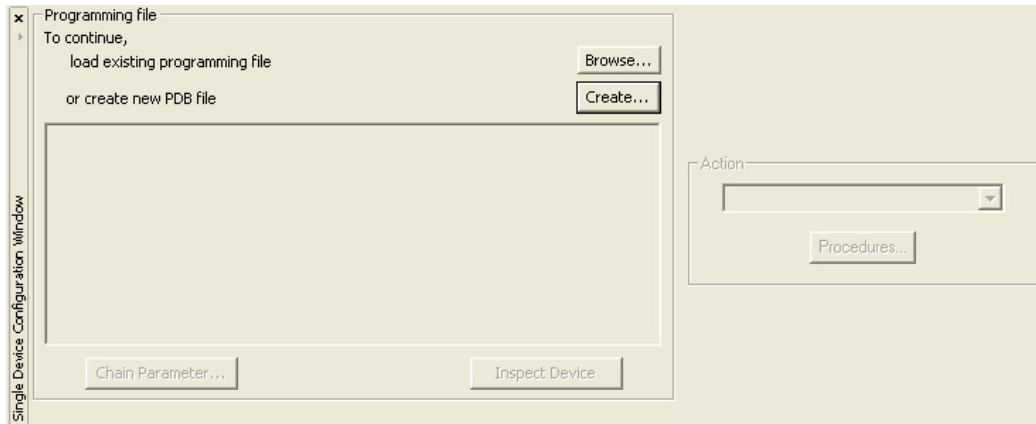 Single Device Configuration Window
Programming file
To continue,
load existing programming file
Browse...
or create new PDB file
Create...
Chain Parameter...
Inspect Device
Action
Procedures...